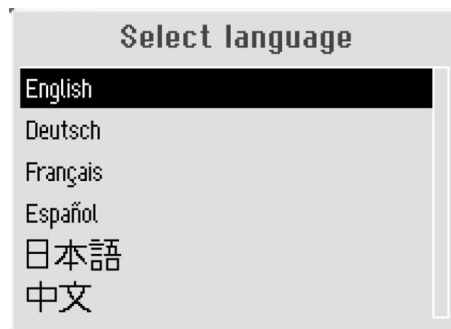 Select language
English
Deutsch
Français
Español
日本語
中文